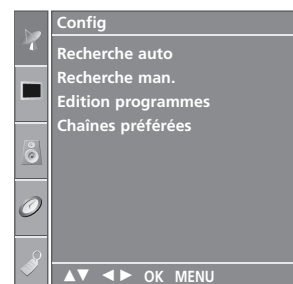 Config
Recherche auto
Recherche man.
Edition programmes
Chaînes préférées
▲▼ ◄► OK MENU